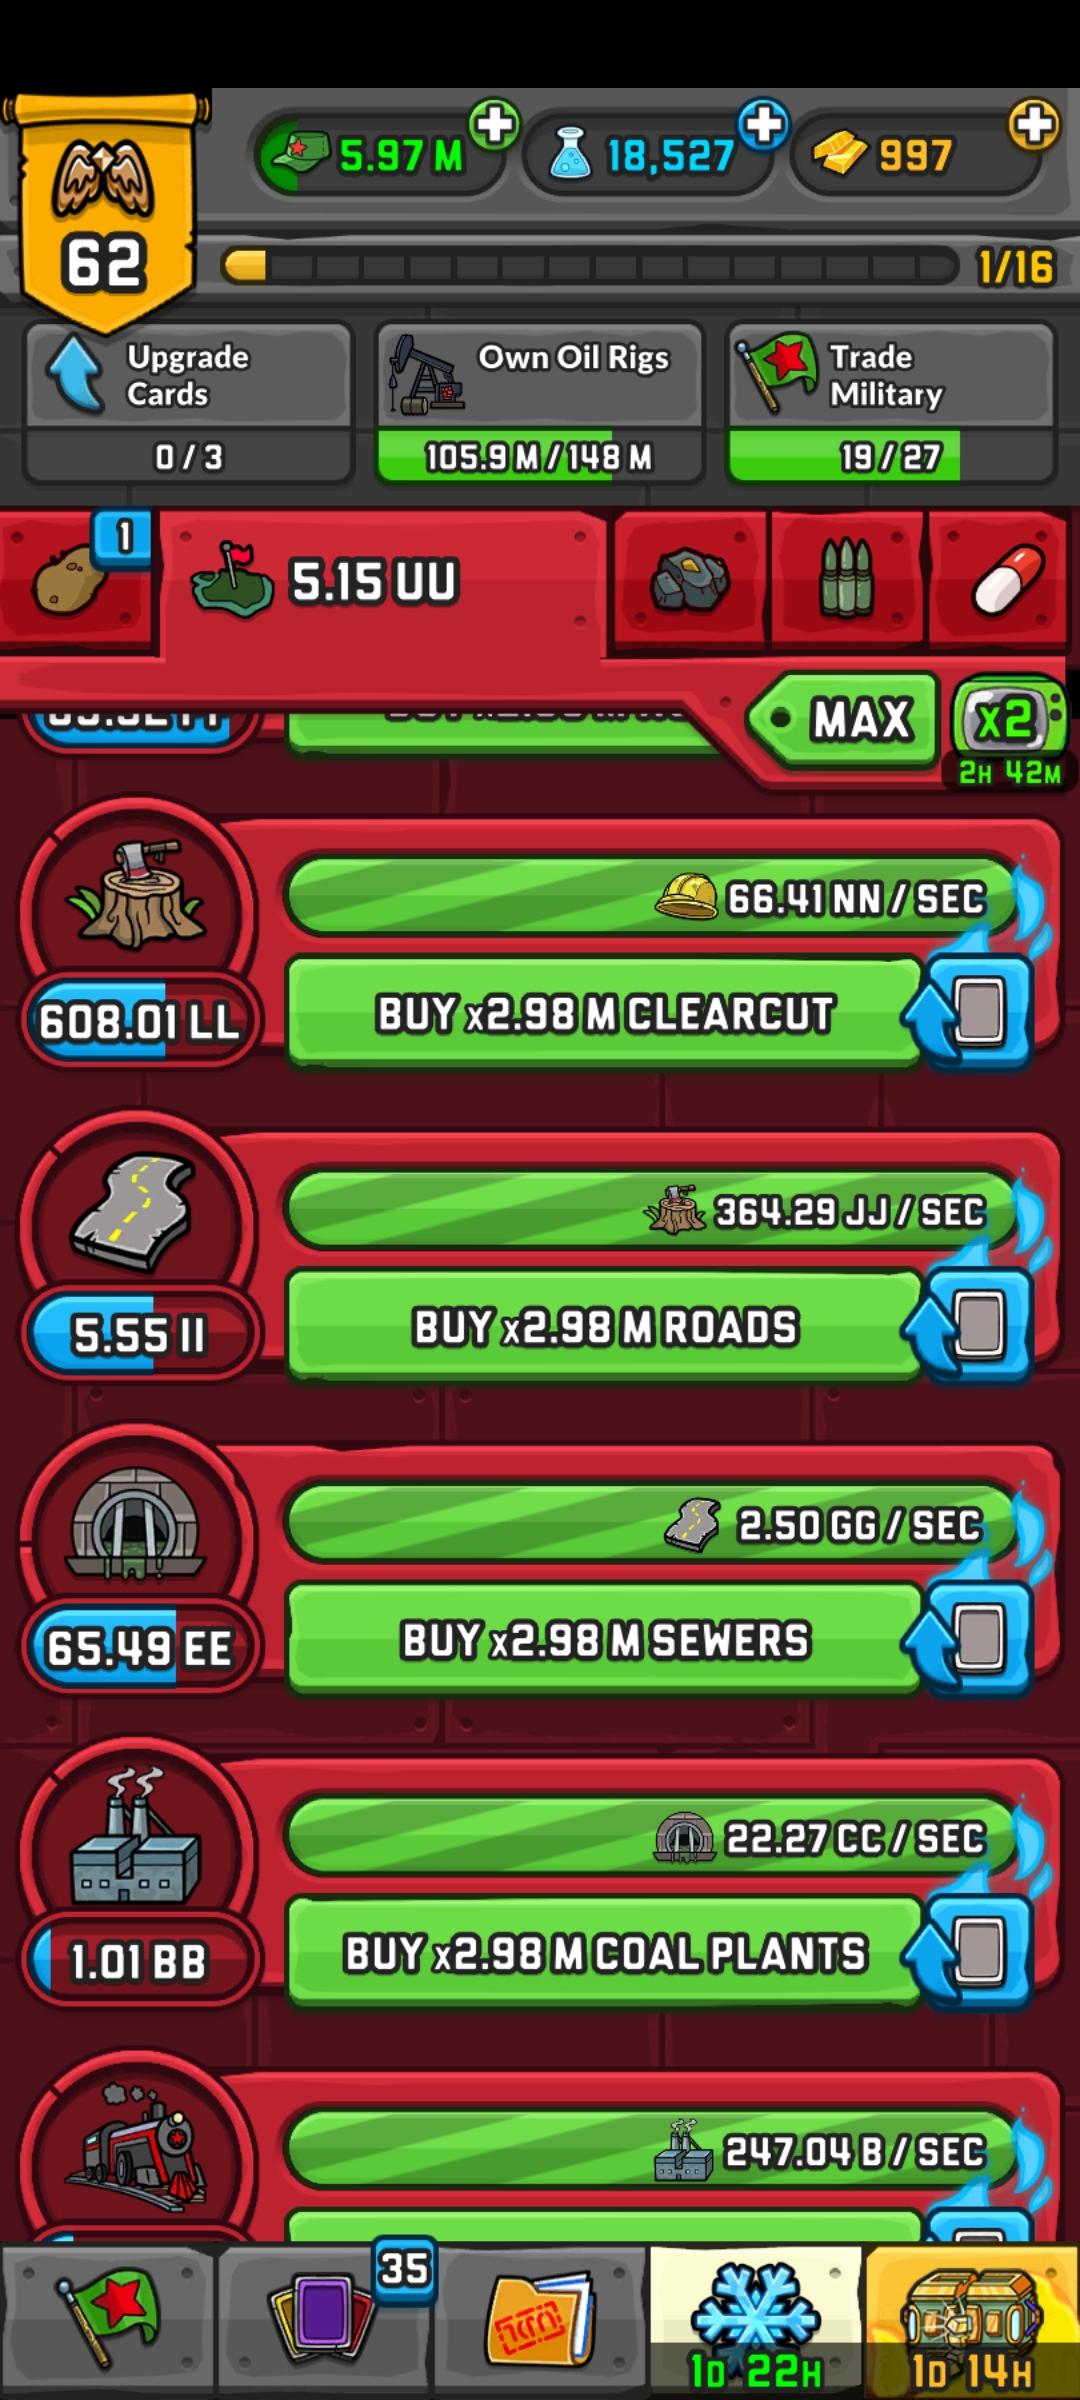 5.97 M
18,527
997
62
1/16
Upgrade
Cards
0 / 3
Own Oil Rigs
105.9 M / 148 M
Trade
Military
19 / 27
1
5.15 UU
MAX
x2
2H 42M
66.41 NN / SEC
608.01 LL
BUY x2.98 M CLEARCUT
364.29 JJ / SEC
5.55 II
BUY x2.98 M ROADS
2.50 GG / SEC
65.49 EE
BUY x2.98 M SEWERS
22.27 CC / SEC
1.01 BB
BUY x2.98 M COAL PLANTS
247.04 B / SEC
35
1D 22H
1D 14H